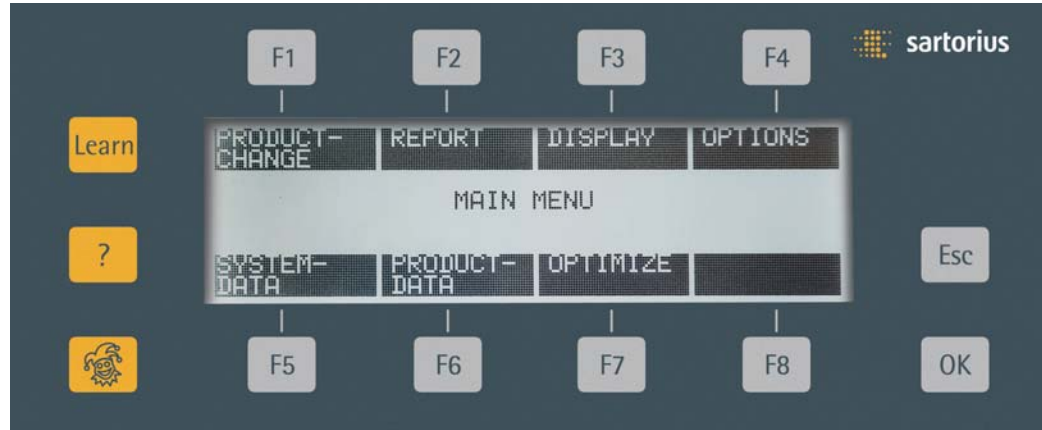 F1
F2
F3
F4
sartorius
Learn
PRODUCT-
CHANGE
REPORT
DISPLAY
OPTIONS
MAIN MENU
?
Esc
SYSTEM-
DATA
PRODUCT-
DATA
OPTIMIZE
F5
F6
F7
F8
OK